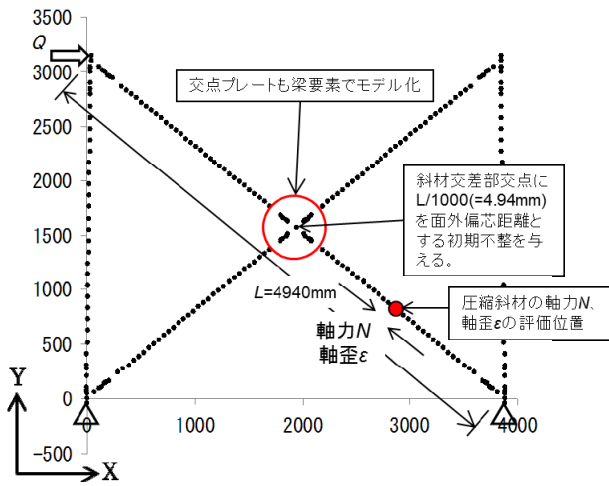 3500
Q
3000
2500
2000
1500
1000
500
0
-500
0
1000
2000
3000
4000
Y
X
交点プレートも梁要素でモデル化
斜材交差部交点に
L/1000(=4.94mm)
を面外偏芯距離と
する初期不整を与
える。
L=4940mm
圧縮斜材の軸力N、
軸歪εの評価位置
軸力N
軸歪ε